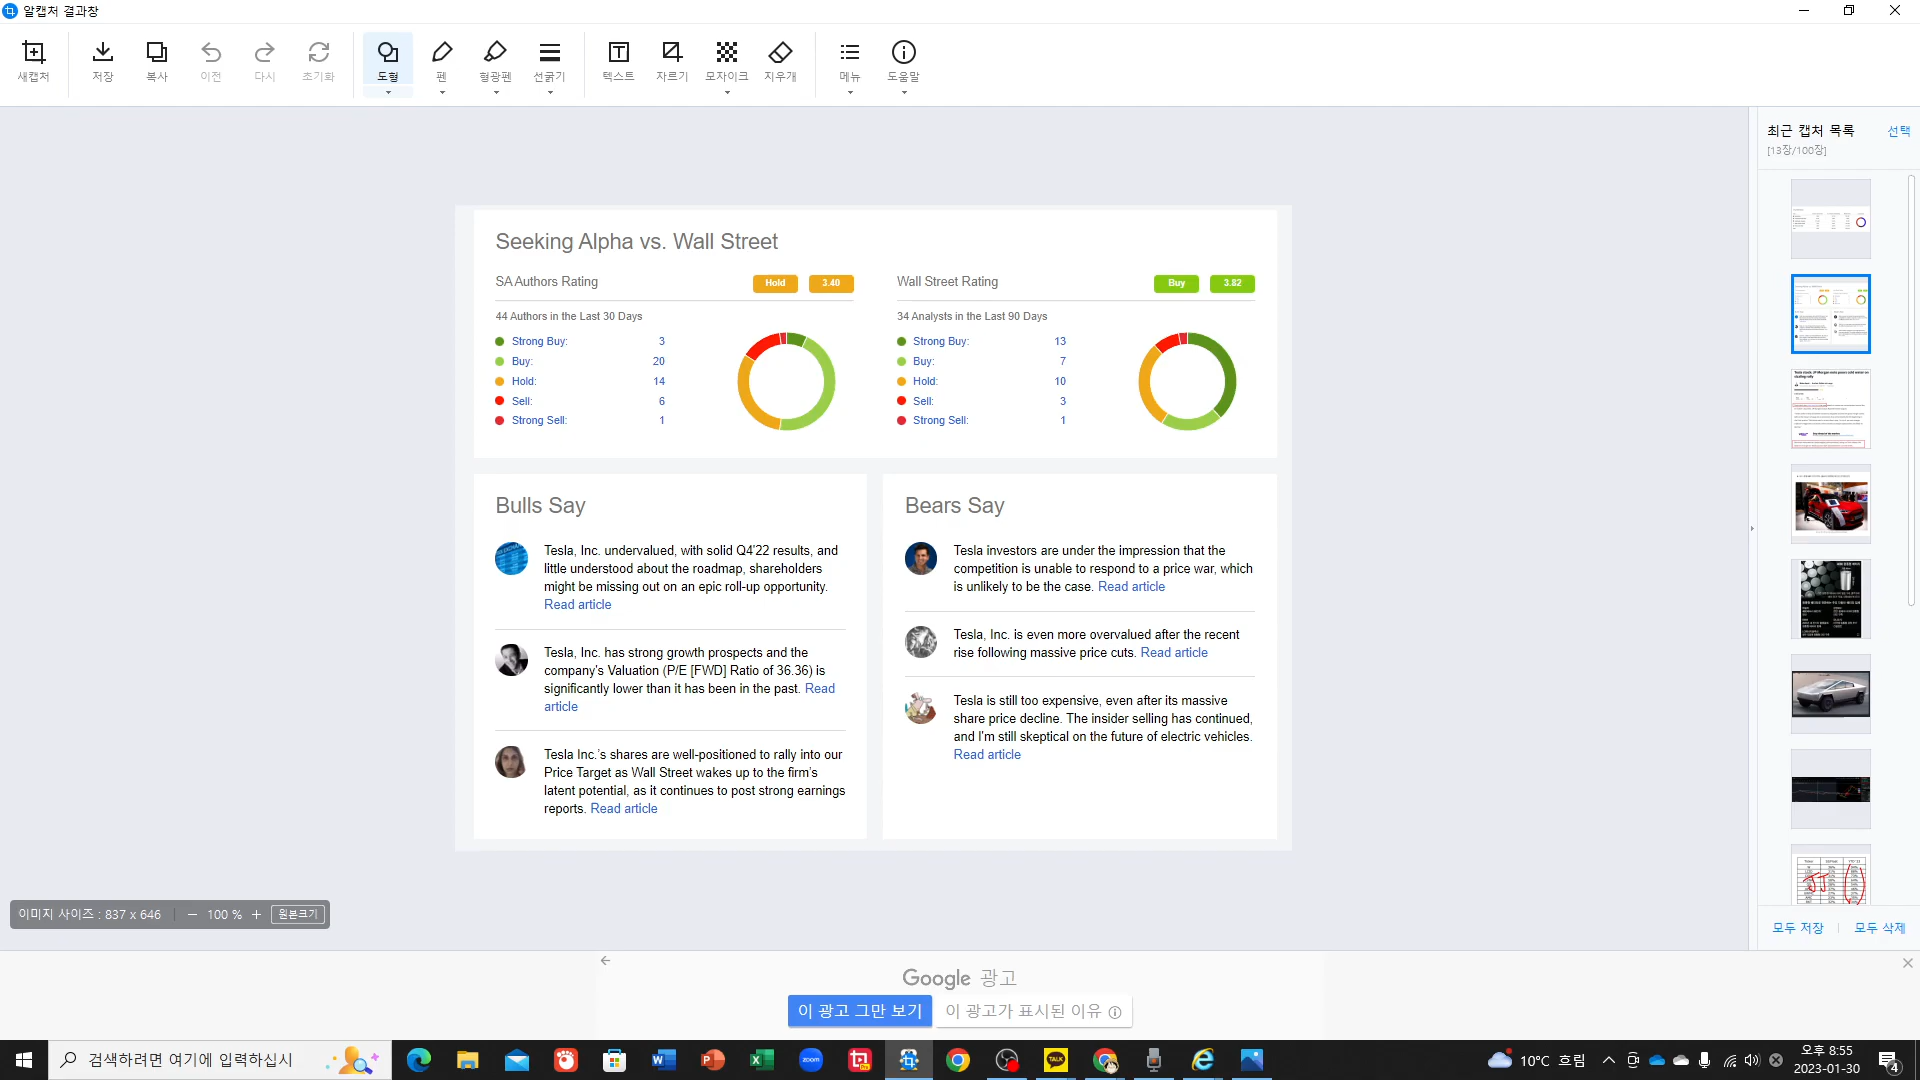 알캡처 결과창
새캡처 저장 복사 이전 다시 초기화 도형 펜 형광펜 선굵기 텍스트 자르기 모자이크 지우개 메뉴 도움말
최근 캡처 목록 선택
[13장/100장]
Seeking Alpha vs. Wall Street
SA Authors Rating Hold 3.40
44 Authors in the Last 30 Days
Strong Buy: 3
Buy: 20
Hold: 14
Sell: 6
Strong Sell: 1
Wall Street Rating Buy 3.82
34 Analysts in the Last 90 Days
Strong Buy: 13
Buy: 7
Hold: 10
Sell: 3
Strong Sell: 1
Bulls Say
Tesla, Inc. undervalued, with solid Q4'22 results, and
little understood about the roadmap, shareholders
might be missing out on an epic roll-up opportunity.
Read article
Tesla, Inc. has strong growth prospects and the
company's Valuation (P/E [FWD] Ratio of 36.36) is
significantly lower than it has been in the past. Read
article
Tesla Inc.'s shares are well-positioned to rally into our
Price Target as Wall Street wakes up to the firm's
latent potential, as it continues to post strong earnings
reports. Read article
Bears Say
Tesla investors are under the impression that the
competition is unable to respond to a price war, which
is unlikely to be the case. Read article
Tesla, Inc. is even more overvalued after the recent
rise following massive price cuts. Read article
Tesla is still too expensive, even after its massive
share price decline. The insider selling has continued,
and I'm still skeptical on the future of electric vehicles.
Read article
이미지 사이즈 : 837 x 646 100 % 원본크기
모두 저장 모두 삭제
Google 광고
이 광고 그만 보기 이 광고가 표시된 이유
검색하려면 여기에 입력하십시
zoom
TALK
10°C 흐림
오후 8:55
2023-01-30
4